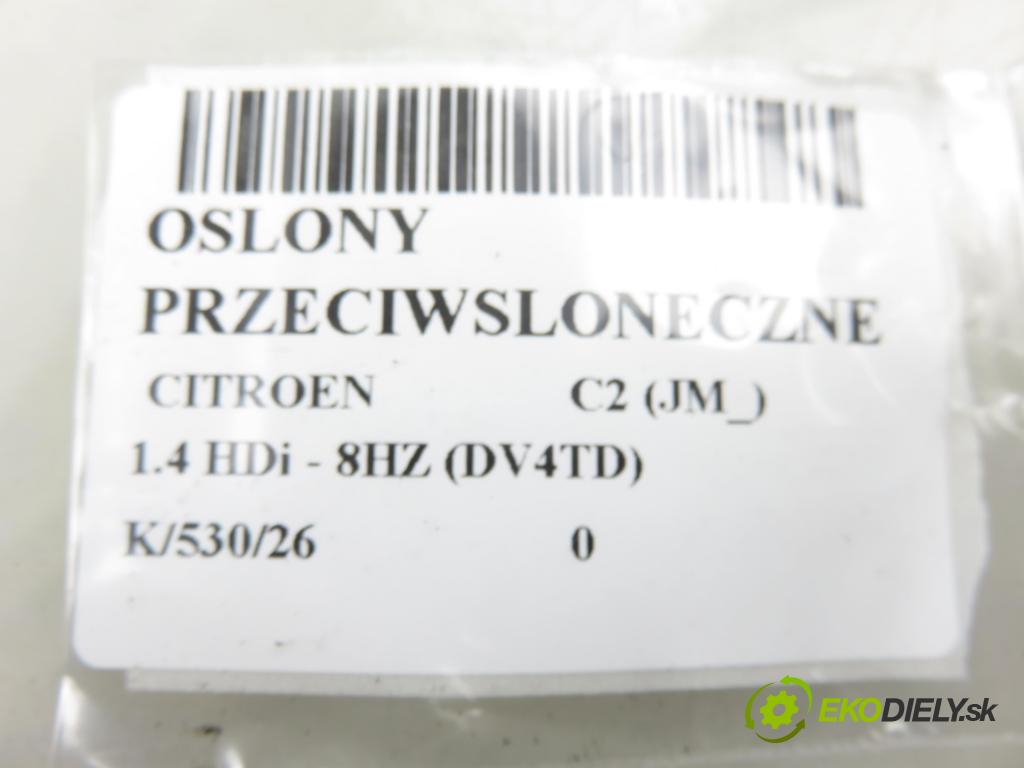 OSLONY
PRZECIWSLONECZNE
CITROEN C2 (JM_)
1.4 HDi - 8HZ (DV4TD)
K/530/26 0
EKODIELY.sk